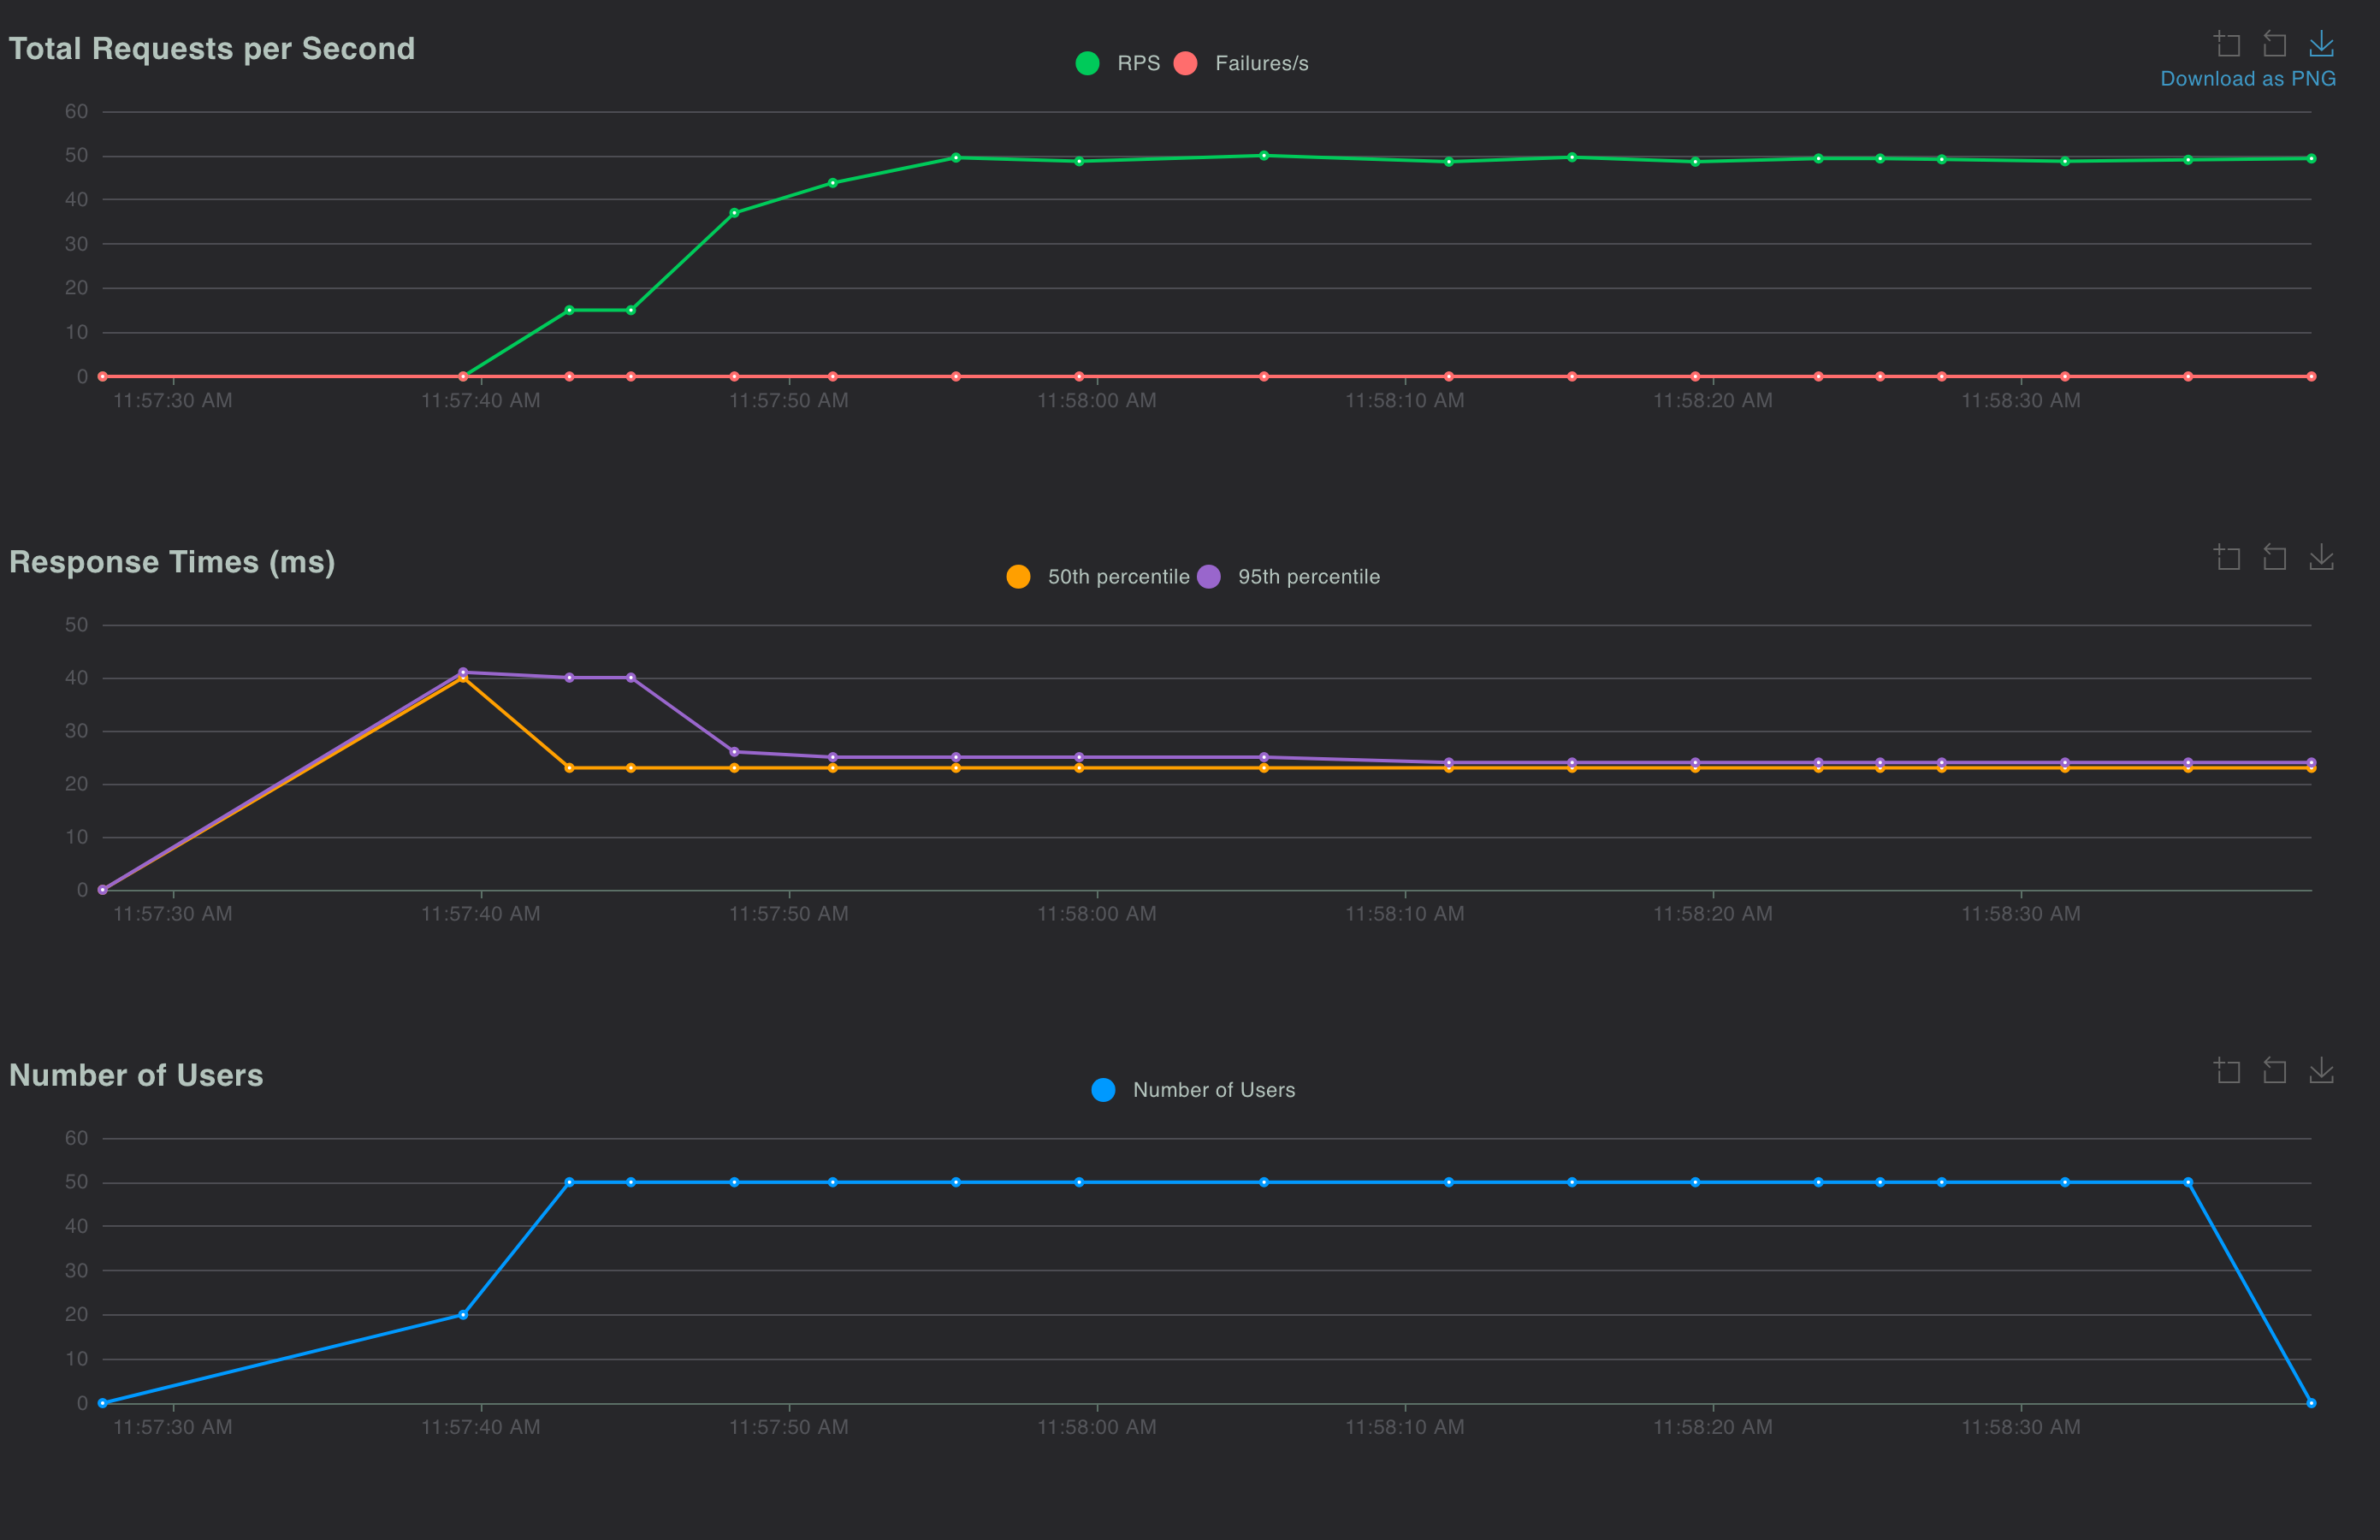 Total Requests per Second
RPS Failures/s
Download as PNG
60
50
40
30
20
10
0
11:57:30 AM 11:57:40 AM 11:57:50 AM 11:58:00 AM 11:58:10 AM 11:58:20 AM 11:58:30 AM
Response Times (ms)
50th percentile 95th percentile
50
40
30
20
10
0
11:57:30 AM 11:57:40 AM 11:57:50 AM 11:58:00 AM 11:58:10 AM 11:58:20 AM 11:58:30 AM
Number of Users
Number of Users
60
50
40
30
20
10
0
11:57:30 AM 11:57:40 AM 11:57:50 AM 11:58:00 AM 11:58:10 AM 11:58:20 AM 11:58:30 AM